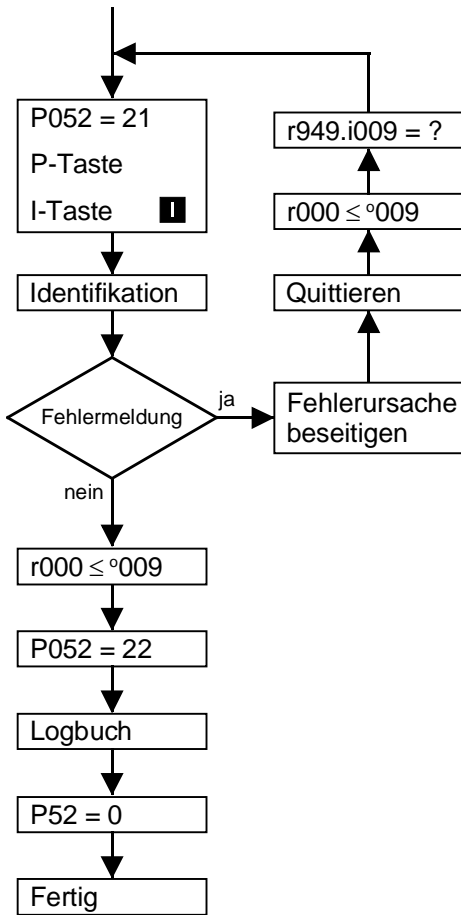 P052 = 21
P-Taste
I-Taste I
Identifikation
Fehlermeldung
ja
nein
r000 ≤ °009
P052 = 22
Logbuch
P52 = 0
Fertig
r949.i009 = ?
r000 ≤ °009
Quittieren
Fehlerursache
beseitigen